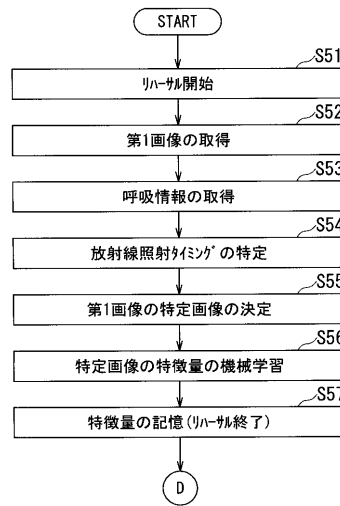 START
S51
リハーサル開始
S52
第1画像の取得
S53
呼吸情報の取得
S54
放射線照射タイミングの特定
S55
第1画像の特定画像の決定
S56
特定画像の特徴量の機械学習
S57
特徴量の記憶(リハーサル終了)
D